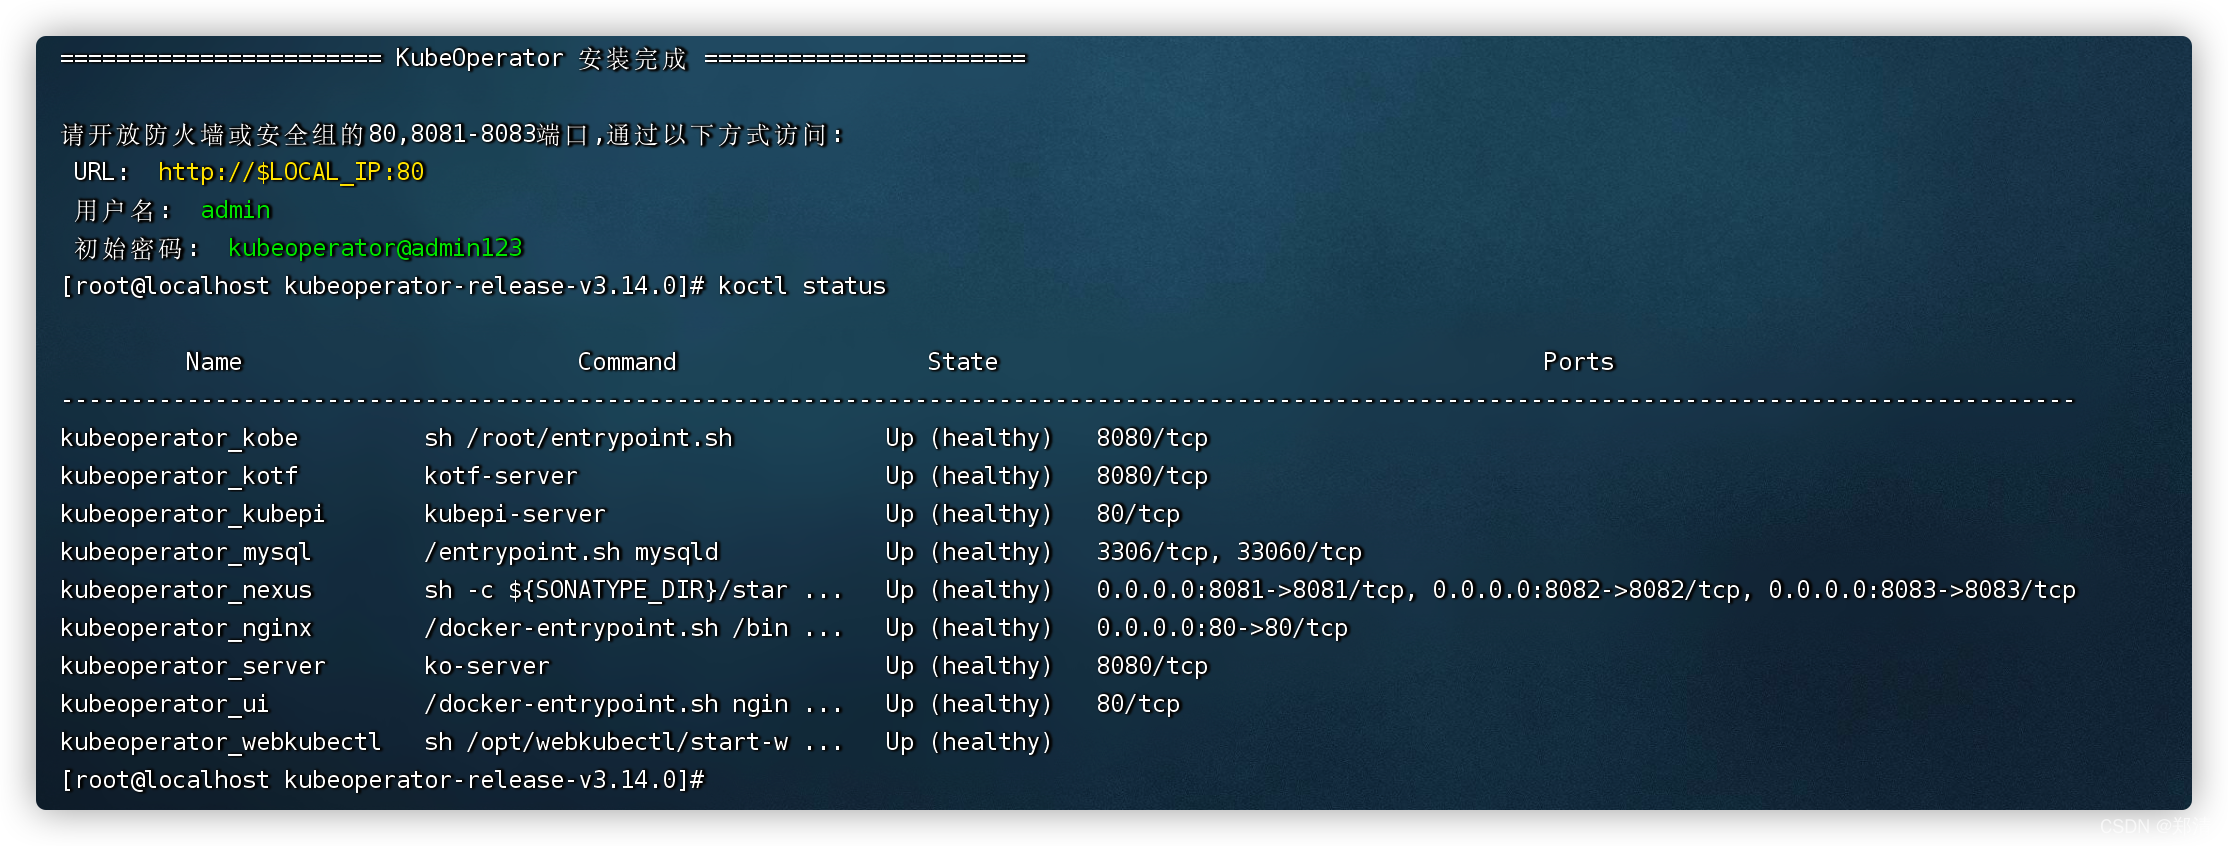 ======================= KubeOperator 安装完成 =======================
请开放防火墙或安全组的80,8081-8083端口,通过以下方式访问:
URL: http://$LOCAL_IP:80
用户名: admin
初始密码: kubeoperator@admin123
[root@localhost kubeoperator-release-v3.14.0]# koctl status
Name Command State Ports
------------------------------------------------------------------------------------------------------------------------------------------------
kubeoperator_kobe sh /root/entrypoint.sh Up (healthy) 8080/tcp
kubeoperator_kotf kotf-server Up (healthy) 8080/tcp
kubeoperator_kubepi kubepi-server Up (healthy) 80/tcp
kubeoperator_mysql /entrypoint.sh mysqld Up (healthy) 3306/tcp, 33060/tcp
kubeoperator_nexus sh -c ${SONATYPE_DIR}/star ... Up (healthy) 0.0.0.0:8081->8081/tcp, 0.0.0.0:8082->8082/tcp, 0.0.0.0:8083->8083/tcp
kubeoperator_nginx /docker-entrypoint.sh /bin ... Up (healthy) 0.0.0.0:80->80/tcp
kubeoperator_server ko-server Up (healthy) 8080/tcp
kubeoperator_ui /docker-entrypoint.sh ngin ... Up (healthy) 80/tcp
kubeoperator_webkubectl sh /opt/webkubectl/start-w ... Up (healthy)
[root@localhost kubeoperator-release-v3.14.0]#
CSDN